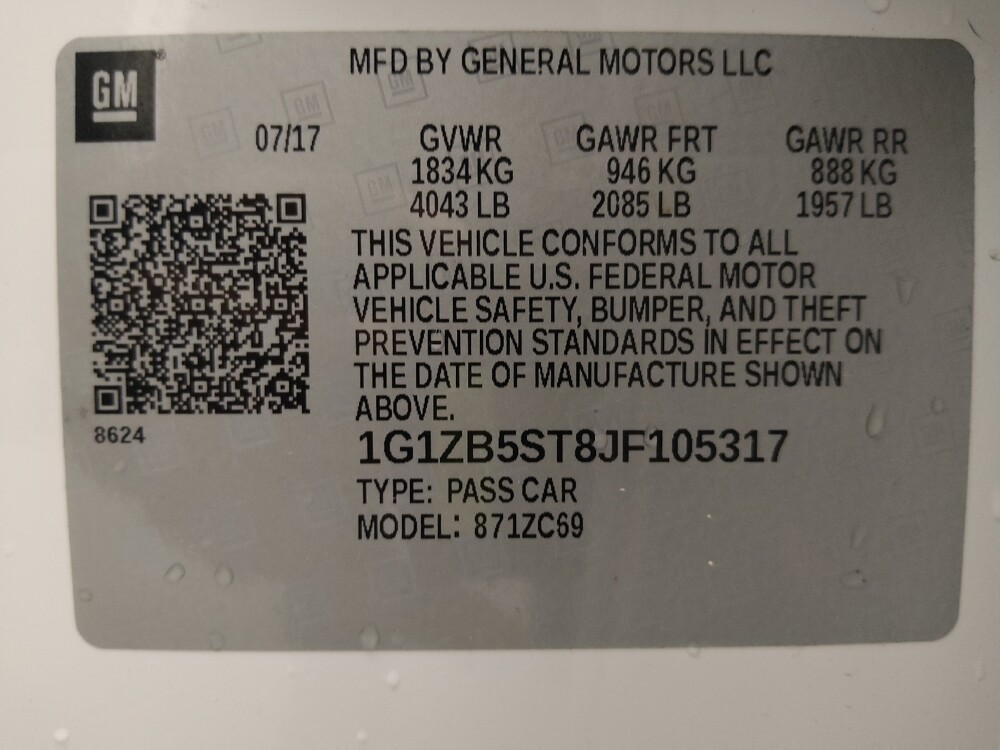 GM
MFD BY GENERAL MOTORS LLC
07/17 GVWR GAWR FRT GAWR RR
1834 KG 946 KG 888 KG
4043 LB 2085 LB 1957 LB
THIS VEHICLE CONFORMS TO ALL
APPLICABLE U.S. FEDERAL MOTOR
VEHICLE SAFETY, BUMPER, AND THEFT
PREVENTION STANDARDS IN EFFECT ON
THE DATE OF MANUFACTURE SHOWN
ABOVE.
8624
1G1ZB5ST8JF105317
TYPE: PASS CAR
MODEL: 871ZC69